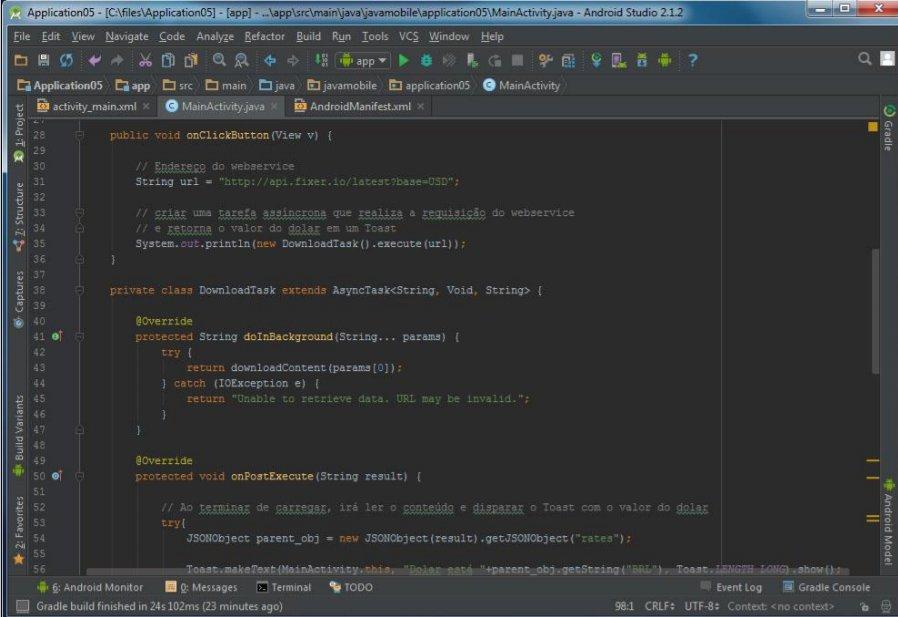 Application05 - [C:\files\Application05] - [app] - ...\app\src\main\java\javamobile\application05\MainActivity.java - Android Studio 2.1.2
File Edit View Navigate Code Analyze Refactor Build Run Tools VCS Window Help
app
Application05 app src main java javamobile application05 MainActivity
activity_main.xml MainActivity.java AndroidManifest.xml
1: Project
Z: Structure
Captures
Build Variants
2: Favorites
27
28 public void onClickButton(View v) {
29
30 // Endereço do webservice
31 String url = "http://api.fixer.io/latest?base=USD";
32
33 // criar uma tarefa assíncrona que realiza a requisição do webservice
34 // e retorna o valor do dolar em um Toast
35 System.out.println(new DownloadTask().execute(url));
36 }
37
38 private class DownloadTask extends AsyncTask<String, Void, String> {
39
40 @Override
41 protected String doInBackground(String... params) {
42 try {
43 return downloadContent(params[0]);
44 } catch (IOException e) {
45 return "Unable to retrieve data. URL may be invalid.";
46 }
47 }
48
49 @Override
50 protected void onPostExecute(String result) {
51
52 // Ao terminar de carregar, irá ler o conteúdo e disparar o Toast com o valor do dolar
53 try{
54 JSONObject parent_obj = new JSONObject(result).getJSONObject("rates");
55
56 Toast.makeText(MainActivity.this, "Dolar está "+parent_obj.getString("BRL"), Toast.LENGTH_LONG).show();
Gradle
Android Model
6: Android Monitor 0: Messages Terminal TODO Event Log Gradle Console
Gradle build finished in 24s 102ms (23 minutes ago) 98:1 CRLF UTF-8 Context: <no context>